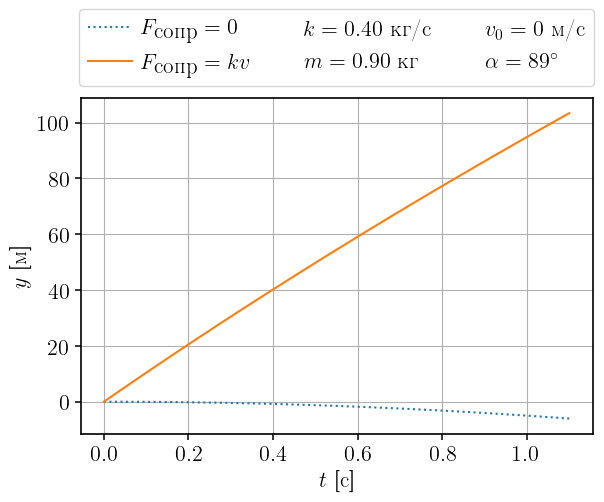 F_сопр = 0 k = 0.40 кг/с v_0 = 0 м/с
F_сопр = kv m = 0.90 кг α = 89°
100
80
60
40
20
0
y [м]
0.0 0.2 0.4 0.6 0.8 1.0
t [с]